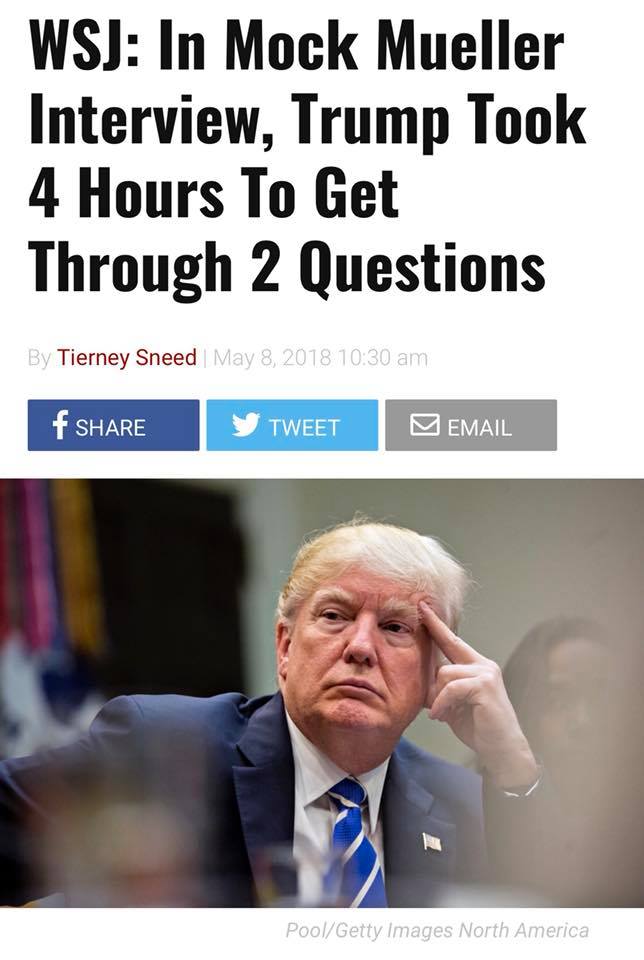 WSJ: In Mock Mueller
Interview, Trump Took
4 Hours To Get
Through 2 Questions
By Tierney Sneed | May 8, 2018 10:30 am
SHARE
TWEET
EMAIL
Pool/Getty Images North America